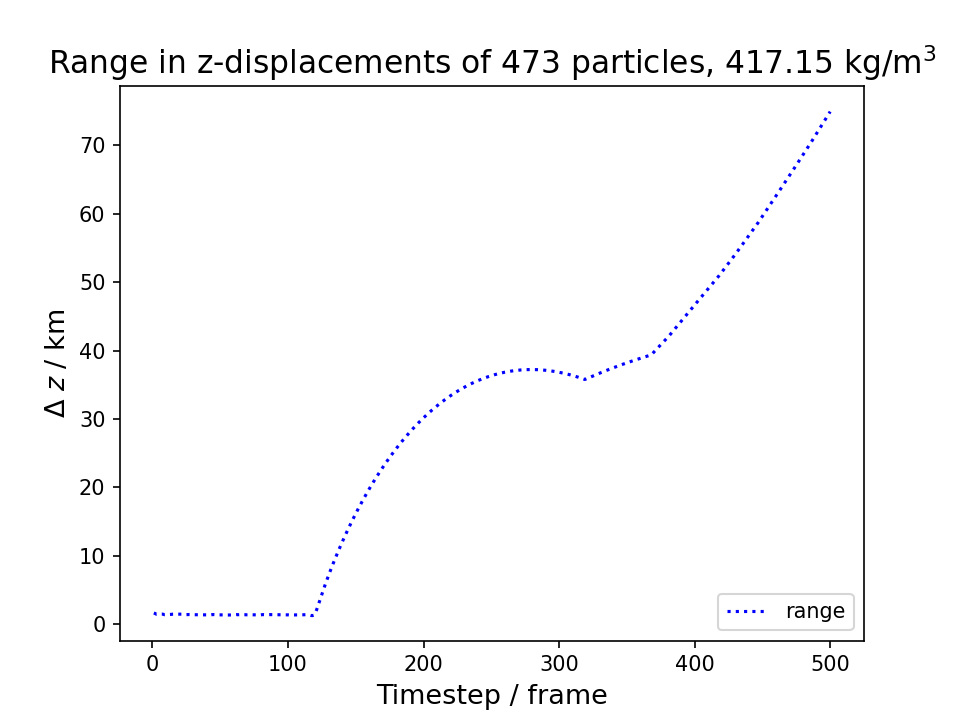 Range in z-displacements of 473 particles, 417.15 kg/m³
Δ z / km
70
60
50
40
30
20
10
0
0 100 200 300 400 500
Timestep / frame
range